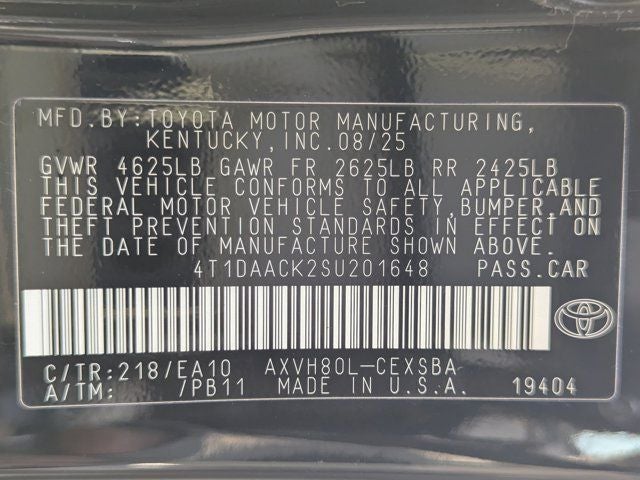 MFD.BY:TOYOTA MOTOR MANUFACTURING,
KENTUCKY,INC.08/25
GVWR 4625LB GAWR FR 2625LB RR 2425LB
THIS VEHICLE CONFORMS TO ALL APPLICABLE
FEDERAL MOTOR VEHICLE SAFETY,BUMPER,AND
THEFT PREVENTION STANDARDS IN EFFECT ON
THE DATE OF MANUFACTURE SHOWN ABOVE.
4T1DAACK2SU201648 PASS.CAR
C/TR:218/EA10 AXVH80L-CEXSBA
A/TM: /PB11 MADE IN U.S.A. 19404